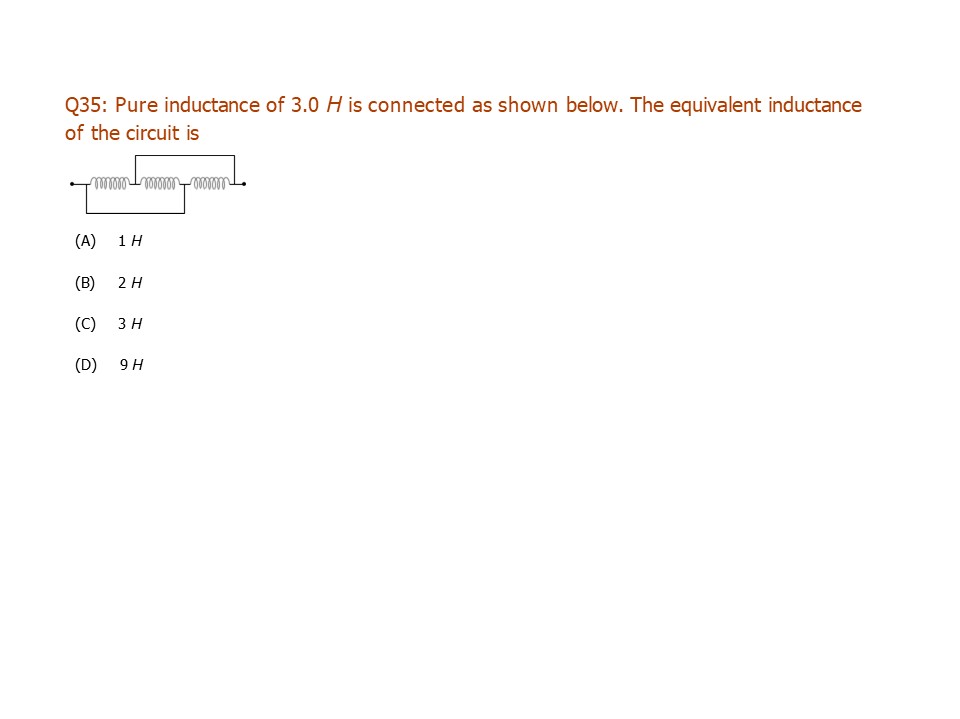 Q35: Pure inductance of 3.0 H is connected as shown below. The equivalent inductance
of the circuit is
(A) 1 H
(B) 2 H
(C) 3 H
(D) 9 H